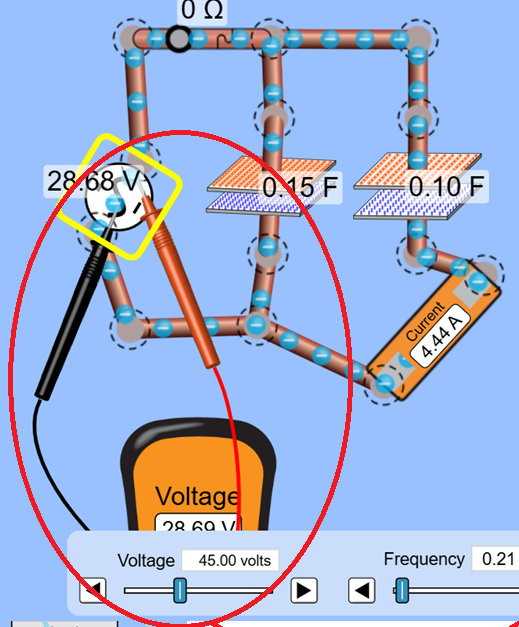 0 Ω
28.68 V
0.15 F
0.10 F
Current
4.44 A
Voltage
28.69 V
Voltage 45.00 volts
Frequency 0.21